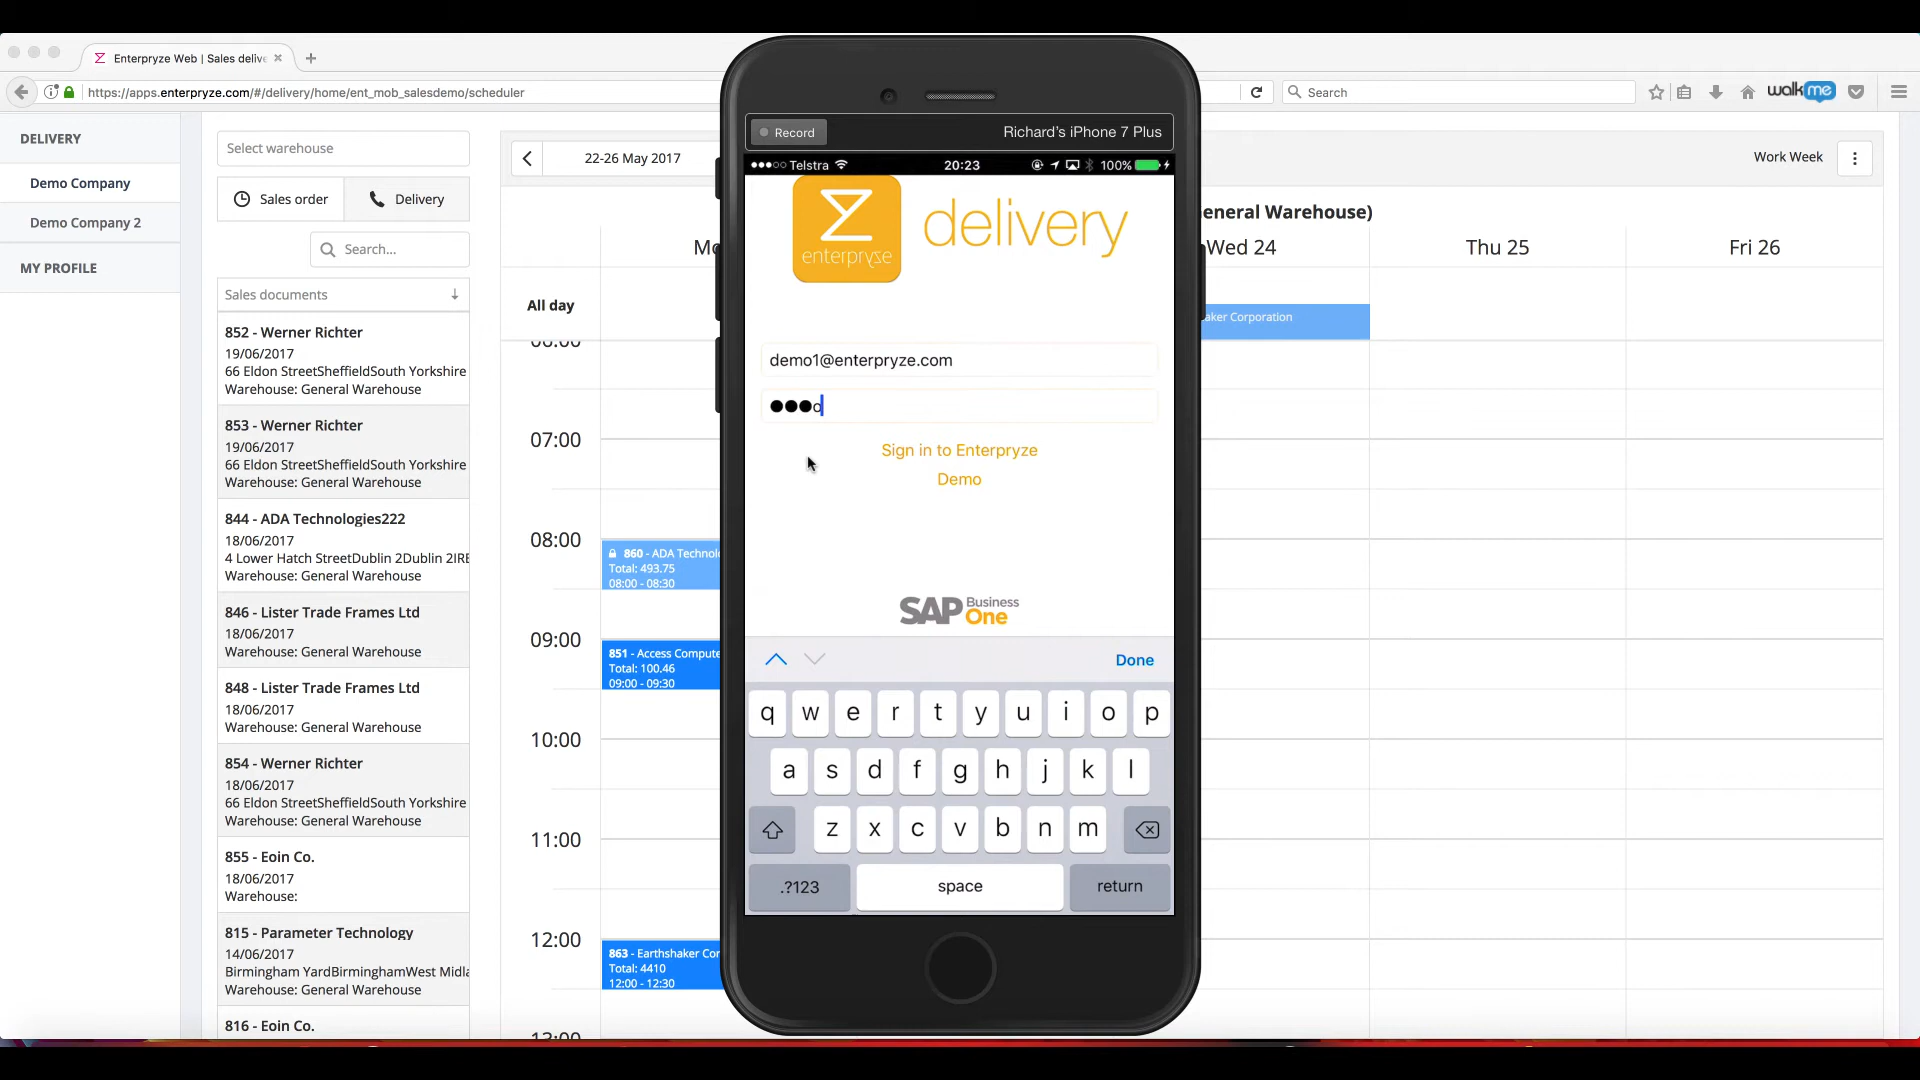 Enterpryze Web | Sales delive
https://apps.enterpryze.com/#/delivery/home/ent_mob_salesdemo/scheduler
Search
walkme
DELIVERY
Demo Company
Demo Company 2
MY PROFILE
Select warehouse
Sales order
Delivery
Search...
Sales documents
852 - Werner Richter
19/06/2017
66 Eldon StreetSheffieldSouth Yorkshire
Warehouse: General Warehouse
853 - Werner Richter
19/06/2017
66 Eldon StreetSheffieldSouth Yorkshire
Warehouse: General Warehouse
844 - ADA Technologies222
18/06/2017
4 Lower Hatch StreetDublin 2Dublin 2IRE
Warehouse: General Warehouse
846 - Lister Trade Frames Ltd
18/06/2017
Warehouse: General Warehouse
848 - Lister Trade Frames Ltd
18/06/2017
Warehouse: General Warehouse
854 - Werner Richter
18/06/2017
66 Eldon StreetSheffieldSouth Yorkshire
Warehouse: General Warehouse
855 - Eoin Co.
18/06/2017
Warehouse:
815 - Parameter Technology
14/06/2017
Birmingham YardBirminghamWest Midla
Warehouse: General Warehouse
816 - Eoin Co.
22-26 May 2017
Work Week
eneral Warehouse)
Mo
Wed 24
Thu 25
Fri 26
All day
aker Corporation
06:00
07:00
08:00
860 - ADA Technol
Total: 493.75
08:00 - 08:30
09:00
851 - Access Compute
Total: 100.46
09:00 - 09:30
10:00
11:00
12:00
863 - Earthshaker Cor
Total: 4410
12:00 - 12:30
13:00
Record
Richard's iPhone 7 Plus
Telstra
20:23
100%
enterpryze
delivery
demo1@enterpryze.com
Sign in to Enterpryze
Demo
SAP Business One
Done
q w e r t y u i o p
a s d f g h j k l
z x c v b n m
.?123
space
return